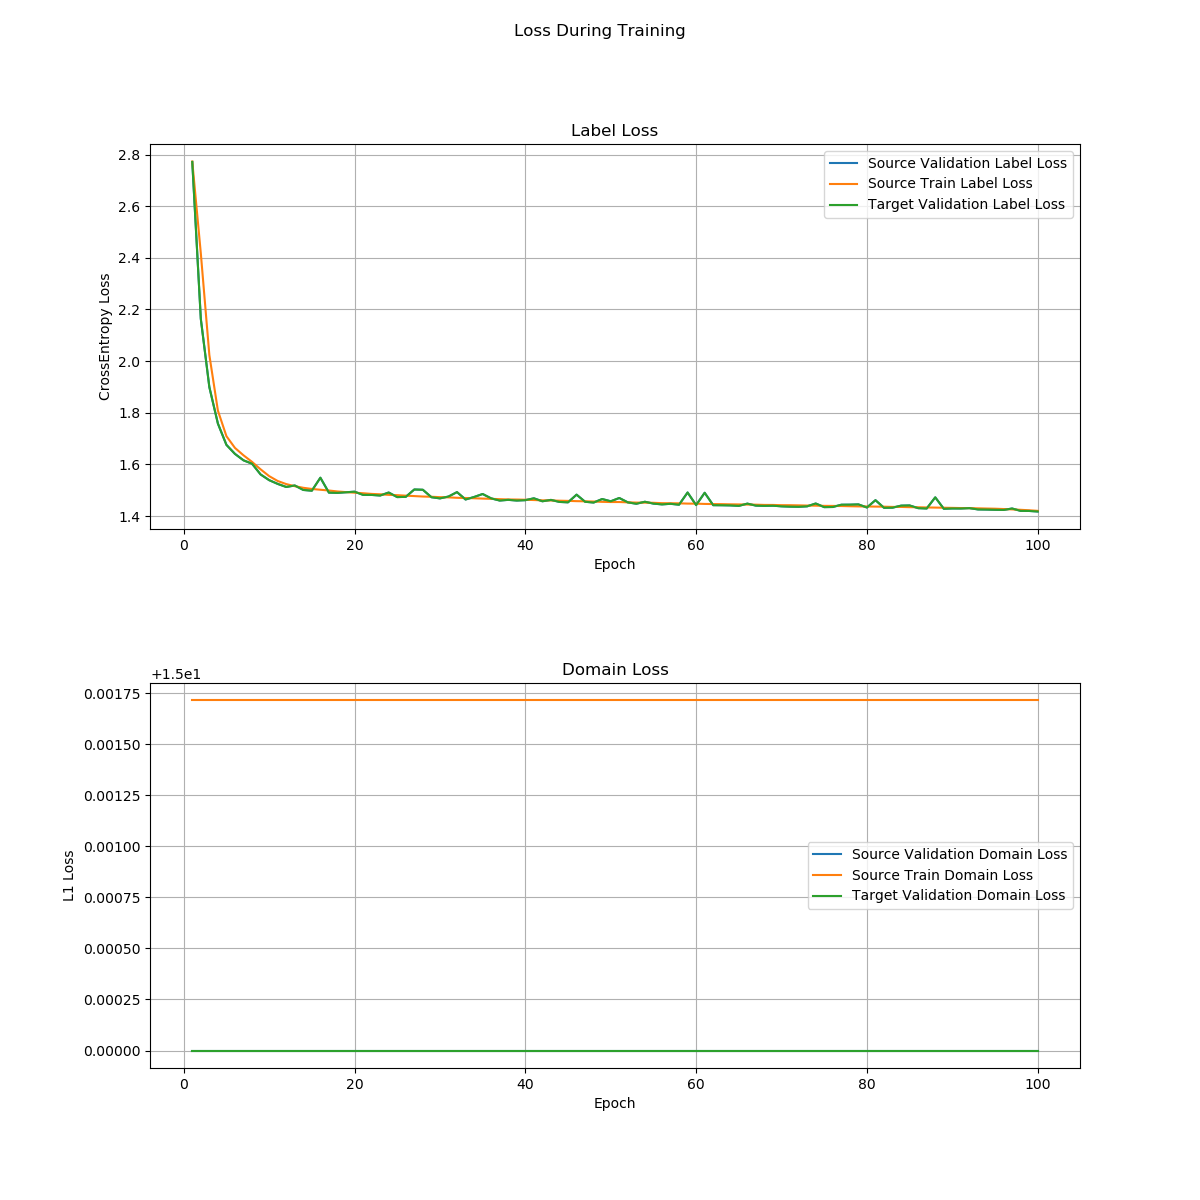 Loss During Training
Label Loss
2.8
2.6
2.4
2.2
2.0
1.8
1.6
1.4
CrossEntropy Loss
Source Validation Label Loss
Source Train Label Loss
Target Validation Label Loss
0 20 40 60 80 100
Epoch
Domain Loss
+1.5e1
0.00175
0.00150
0.00125
0.00100
0.00075
0.00050
0.00025
0.00000
L1 Loss
Source Validation Domain Loss
Source Train Domain Loss
Target Validation Domain Loss
0 20 40 60 80 100
Epoch